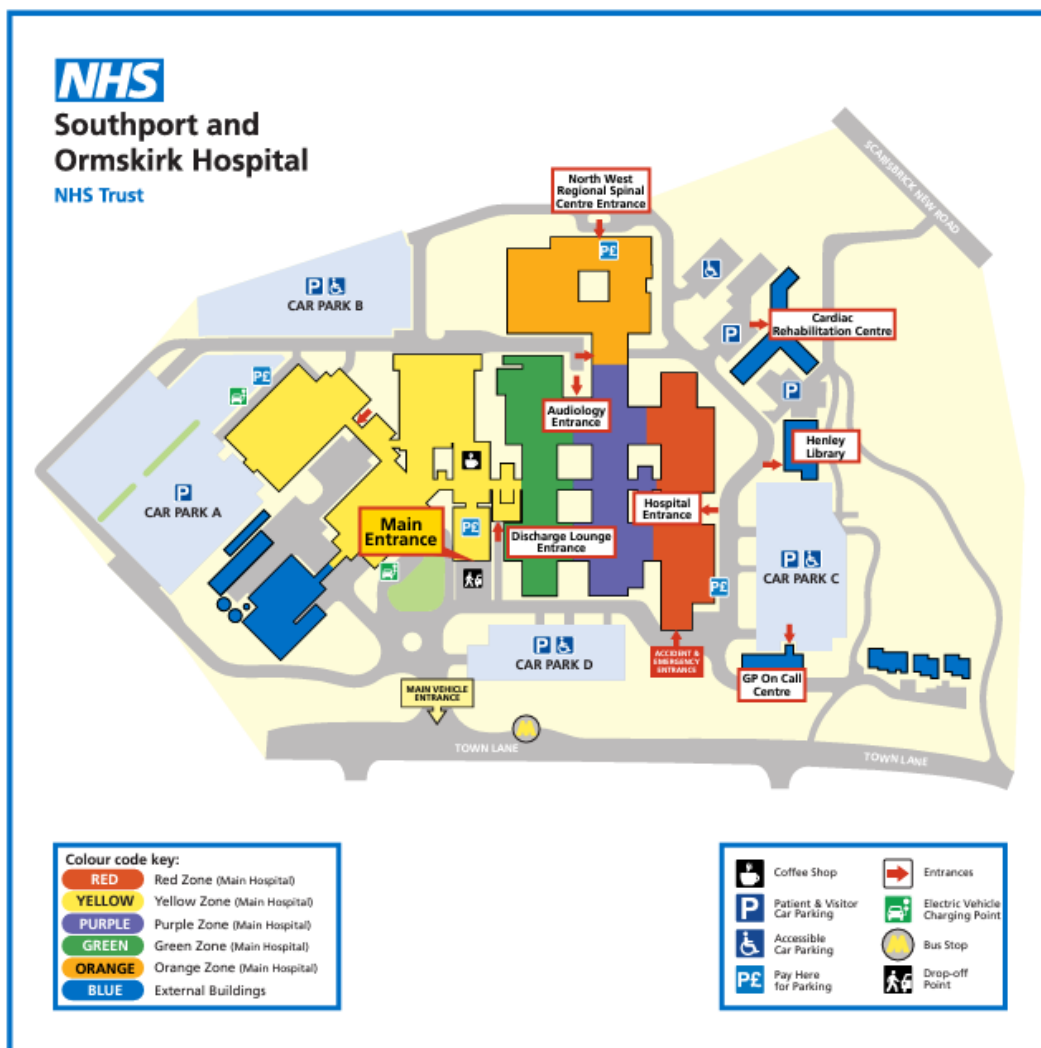 NHS
Southport and
Ormskirk Hospital
NHS Trust
SCARISBRICK NEW ROAD
North West
Regional Spinal
Centre Entrance
P£
P
CAR PARK B
P
Cardiac
Rehabilitation Centre
P£
P
Audiology
Entrance
Henley
Library
P
CAR PARK A
Main
Entrance
P£
Hospital
Entrance
Discharge Lounge
Entrance
P
CAR PARK C
P£
P
CAR PARK D
ACCIDENT &
EMERGENCY
ENTRANCE
GP On Call
Centre
MAIN VEHICLE
ENTRANCE
M
TOWN LANE
TOWN LANE
Colour code key:
RED Red Zone (Main Hospital)
YELLOW Yellow Zone (Main Hospital)
PURPLE Purple Zone (Main Hospital)
GREEN Green Zone (Main Hospital)
ORANGE Orange Zone (Main Hospital)
BLUE External Buildings
Coffee Shop
P Patient & Visitor
Car Parking
Accessible
Car Parking
P£ Pay Here
for Parking
Entrances
Electric Vehicle
Charging Point
M Bus Stop
Drop-off
Point